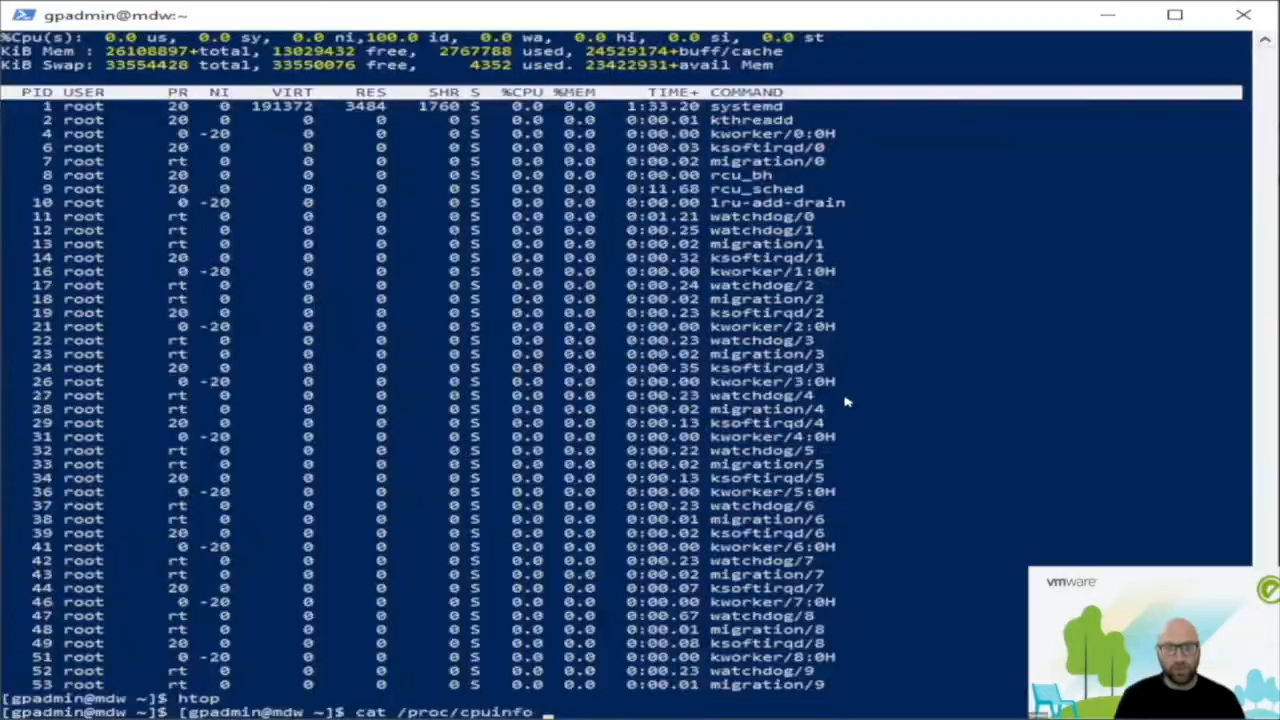 gpadmin@mdw:~
%Cpu(s):  0.0 us,  0.0 sy,  0.0 ni,100.0 id,  0.0 wa,  0.0 hi,  0.0 si,  0.0 st
KiB Mem : 26108897+total, 13029432 free,  2767788 used, 24529174+buff/cache
KiB Swap: 33554428 total, 33550076 free,     4352 used. 23422931+avail Mem
PID USER PR NI VIRT RES SHR S %CPU %MEM TIME+ COMMAND
1 root 20 0 191372 3484 1760 S 0.0 0.0 1:33.20 systemd
2 root 20 0 0 0 0 S 0.0 0.0 0:00.01 kthreadd
4 root 0 -20 0 0 0 S 0.0 0.0 0:00.00 kworker/0:0H
6 root 20 0 0 0 0 S 0.0 0.0 0:00.03 ksoftirqd/0
7 root rt 0 0 0 0 S 0.0 0.0 0:00.02 migration/0
8 root 20 0 0 0 0 S 0.0 0.0 0:00.00 rcu_bh
9 root 20 0 0 0 0 S 0.0 0.0 0:11.68 rcu_sched
10 root 0 -20 0 0 0 S 0.0 0.0 0:00.00 lru-add-drain
11 root rt 0 0 0 0 S 0.0 0.0 0:01.21 watchdog/0
12 root rt 0 0 0 0 S 0.0 0.0 0:00.25 watchdog/1
13 root rt 0 0 0 0 S 0.0 0.0 0:00.02 migration/1
14 root 20 0 0 0 0 S 0.0 0.0 0:00.32 ksoftirqd/1
16 root 0 -20 0 0 0 S 0.0 0.0 0:00.00 kworker/1:0H
17 root rt 0 0 0 0 S 0.0 0.0 0:00.24 watchdog/2
18 root rt 0 0 0 0 S 0.0 0.0 0:00.02 migration/2
19 root 20 0 0 0 0 S 0.0 0.0 0:00.23 ksoftirqd/2
21 root 0 -20 0 0 0 S 0.0 0.0 0:00.00 kworker/2:0H
22 root rt 0 0 0 0 S 0.0 0.0 0:00.23 watchdog/3
23 root rt 0 0 0 0 S 0.0 0.0 0:00.02 migration/3
24 root 20 0 0 0 0 S 0.0 0.0 0:00.35 ksoftirqd/3
26 root 0 -20 0 0 0 S 0.0 0.0 0:00.00 kworker/3:0H
27 root rt 0 0 0 0 S 0.0 0.0 0:00.23 watchdog/4
28 root rt 0 0 0 0 S 0.0 0.0 0:00.02 migration/4
29 root 20 0 0 0 0 S 0.0 0.0 0:00.13 ksoftirqd/4
31 root 0 -20 0 0 0 S 0.0 0.0 0:00.00 kworker/4:0H
32 root rt 0 0 0 0 S 0.0 0.0 0:00.22 watchdog/5
33 root rt 0 0 0 0 S 0.0 0.0 0:00.02 migration/5
34 root 20 0 0 0 0 S 0.0 0.0 0:00.13 ksoftirqd/5
36 root 0 -20 0 0 0 S 0.0 0.0 0:00.00 kworker/5:0H
37 root rt 0 0 0 0 S 0.0 0.0 0:00.23 watchdog/6
38 root rt 0 0 0 0 S 0.0 0.0 0:00.01 migration/6
39 root 20 0 0 0 0 S 0.0 0.0 0:00.02 ksoftirqd/6
41 root 0 -20 0 0 0 S 0.0 0.0 0:00.00 kworker/6:0H
42 root rt 0 0 0 0 S 0.0 0.0 0:00.23 watchdog/7
43 root rt 0 0 0 0 S 0.0 0.0 0:00.02 migration/7
44 root 20 0 0 0 0 S 0.0 0.0 0:00.07 ksoftirqd/7
46 root 0 -20 0 0 0 S 0.0 0.0 0:00.00 kworker/7:0H
47 root rt 0 0 0 0 S 0.0 0.0 0:00.67 watchdog/8
48 root rt 0 0 0 0 S 0.0 0.0 0:00.01 migration/8
49 root 20 0 0 0 0 S 0.0 0.0 0:00.08 ksoftirqd/8
51 root 0 -20 0 0 0 S 0.0 0.0 0:00.00 kworker/8:0H
52 root rt 0 0 0 0 S 0.0 0.0 0:00.23 watchdog/9
53 root rt 0 0 0 0 S 0.0 0.0 0:00.01 migration/9
[gpadmin@mdw ~]$ htop
[gpadmin@mdw ~]$ [gpadmin@mdw ~]$ cat /proc/cpuinfo
vmware